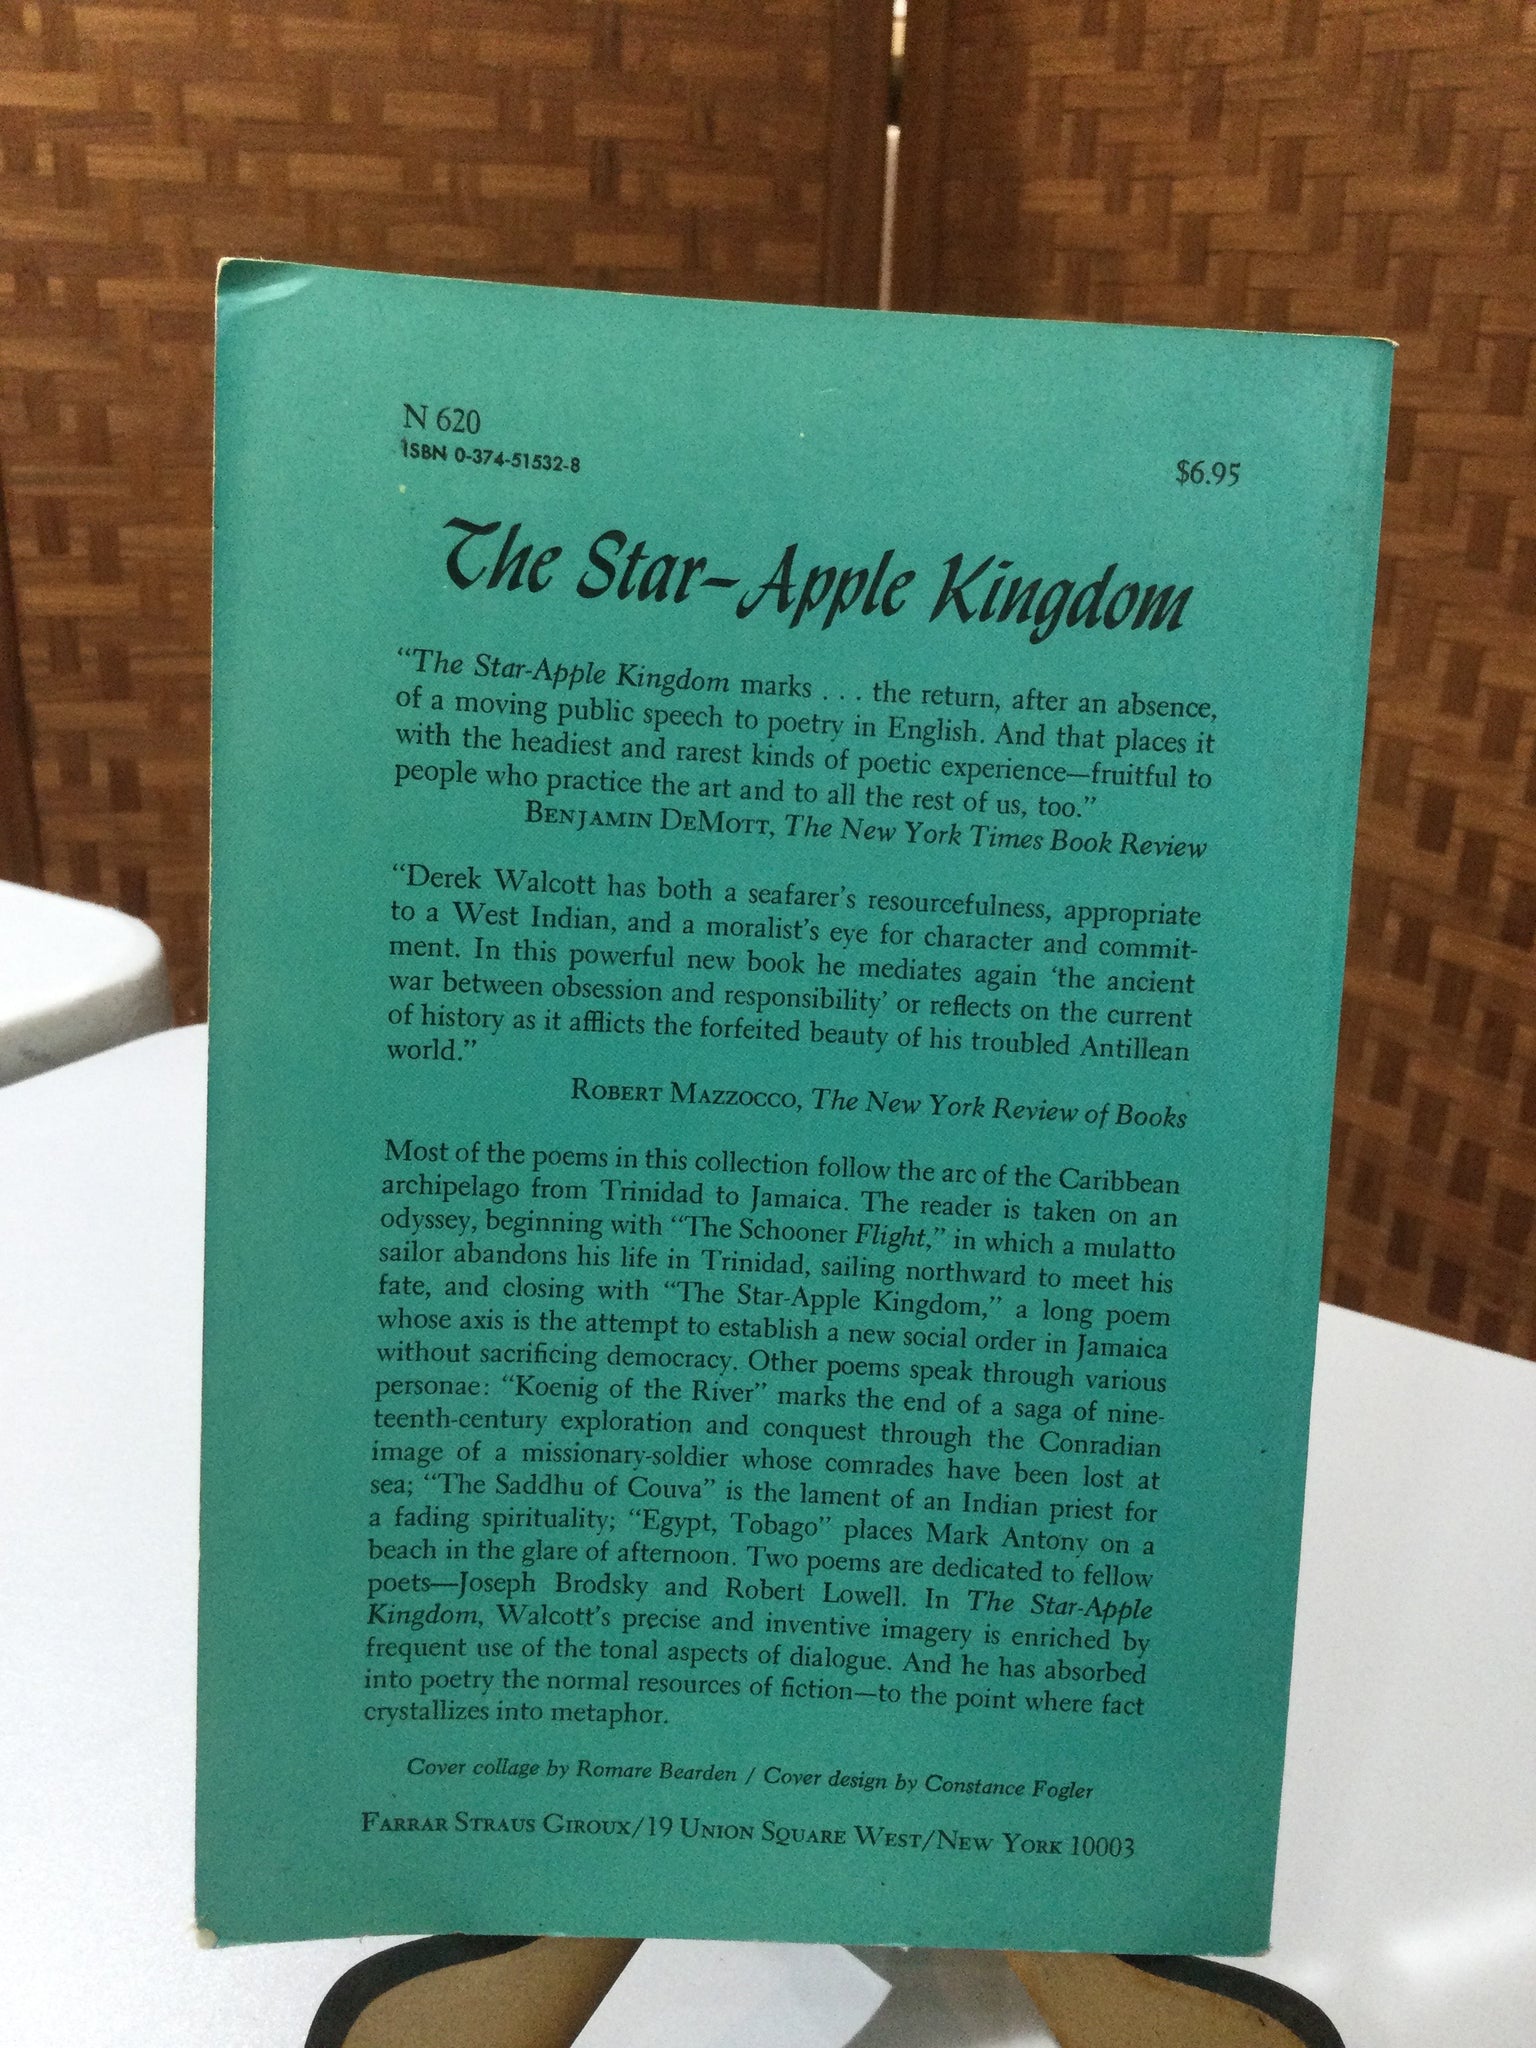 N 620
ISBN 0-374-51532-8
$6.95
The Star-Apple Kingdom
“The Star-Apple Kingdom marks . . . the return, after an absence,
of a moving public speech to poetry in English. And that places it
with the headiest and rarest kinds of poetic experience—fruitful to
people who practice the art and to all the rest of us, too.”
BENJAMIN DEMOTT, The New York Times Book Review
“Derek Walcott has both a seafarer’s resourcefulness, appropriate
to a West Indian, and a moralist’s eye for character and commit-
ment. In this powerful new book he mediates again ‘the ancient
war between obsession and responsibility’ or reflects on the current
of history as it afflicts the forfeited beauty of his troubled Antillean
world.”
ROBERT MAZZOCCO, The New York Review of Books
Most of the poems in this collection follow the arc of the Caribbean
archipelago from Trinidad to Jamaica. The reader is taken on an
odyssey, beginning with “The Schooner Flight,” in which a mulatto
sailor abandons his life in Trinidad, sailing northward to meet his
fate, and closing with “The Star-Apple Kingdom,” a long poem
whose axis is the attempt to establish a new social order in Jamaica
without sacrificing democracy. Other poems speak through various
personae: “Koenig of the River” marks the end of a saga of nine-
teenth-century exploration and conquest through the Conradian
image of a missionary-soldier whose comrades have been lost at
sea; “The Saddhu of Couva” is the lament of an Indian priest for
a fading spirituality; “Egypt, Tobago” places Mark Antony on a
beach in the glare of afternoon. Two poems are dedicated to fellow
poets—Joseph Brodsky and Robert Lowell. In The Star-Apple
Kingdom, Walcott’s precise and inventive imagery is enriched by
frequent use of the tonal aspects of dialogue. And he has absorbed
into poetry the normal resources of fiction—to the point where fact
crystallizes into metaphor.
Cover collage by Romare Bearden / Cover design by Constance Fogler
FARRAR STRAUS GIROUX/19 UNION SQUARE WEST/NEW YORK 10003